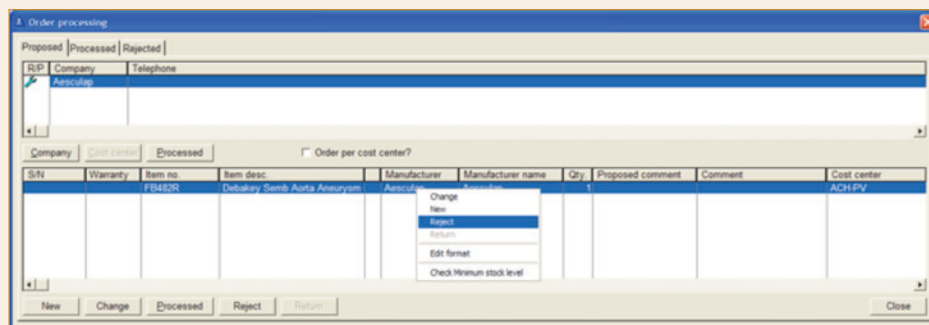 Order processing
Proposed Processed Rejected
R/P Company Telephone
Aesculap
Company Cost center Processed Order per cost center?
S/N Warranty Item no. Item desc. Manufacturer Manufacturer name Qty Proposed comment Comment Cost center
FB482R Debakey Semb Aorta Aneurysm Aesculap Aesculap 1 ACH-PV
Change
New
Reject
Return
Edit format
Check Minimum stock level
New Change Processed Reject Return Close